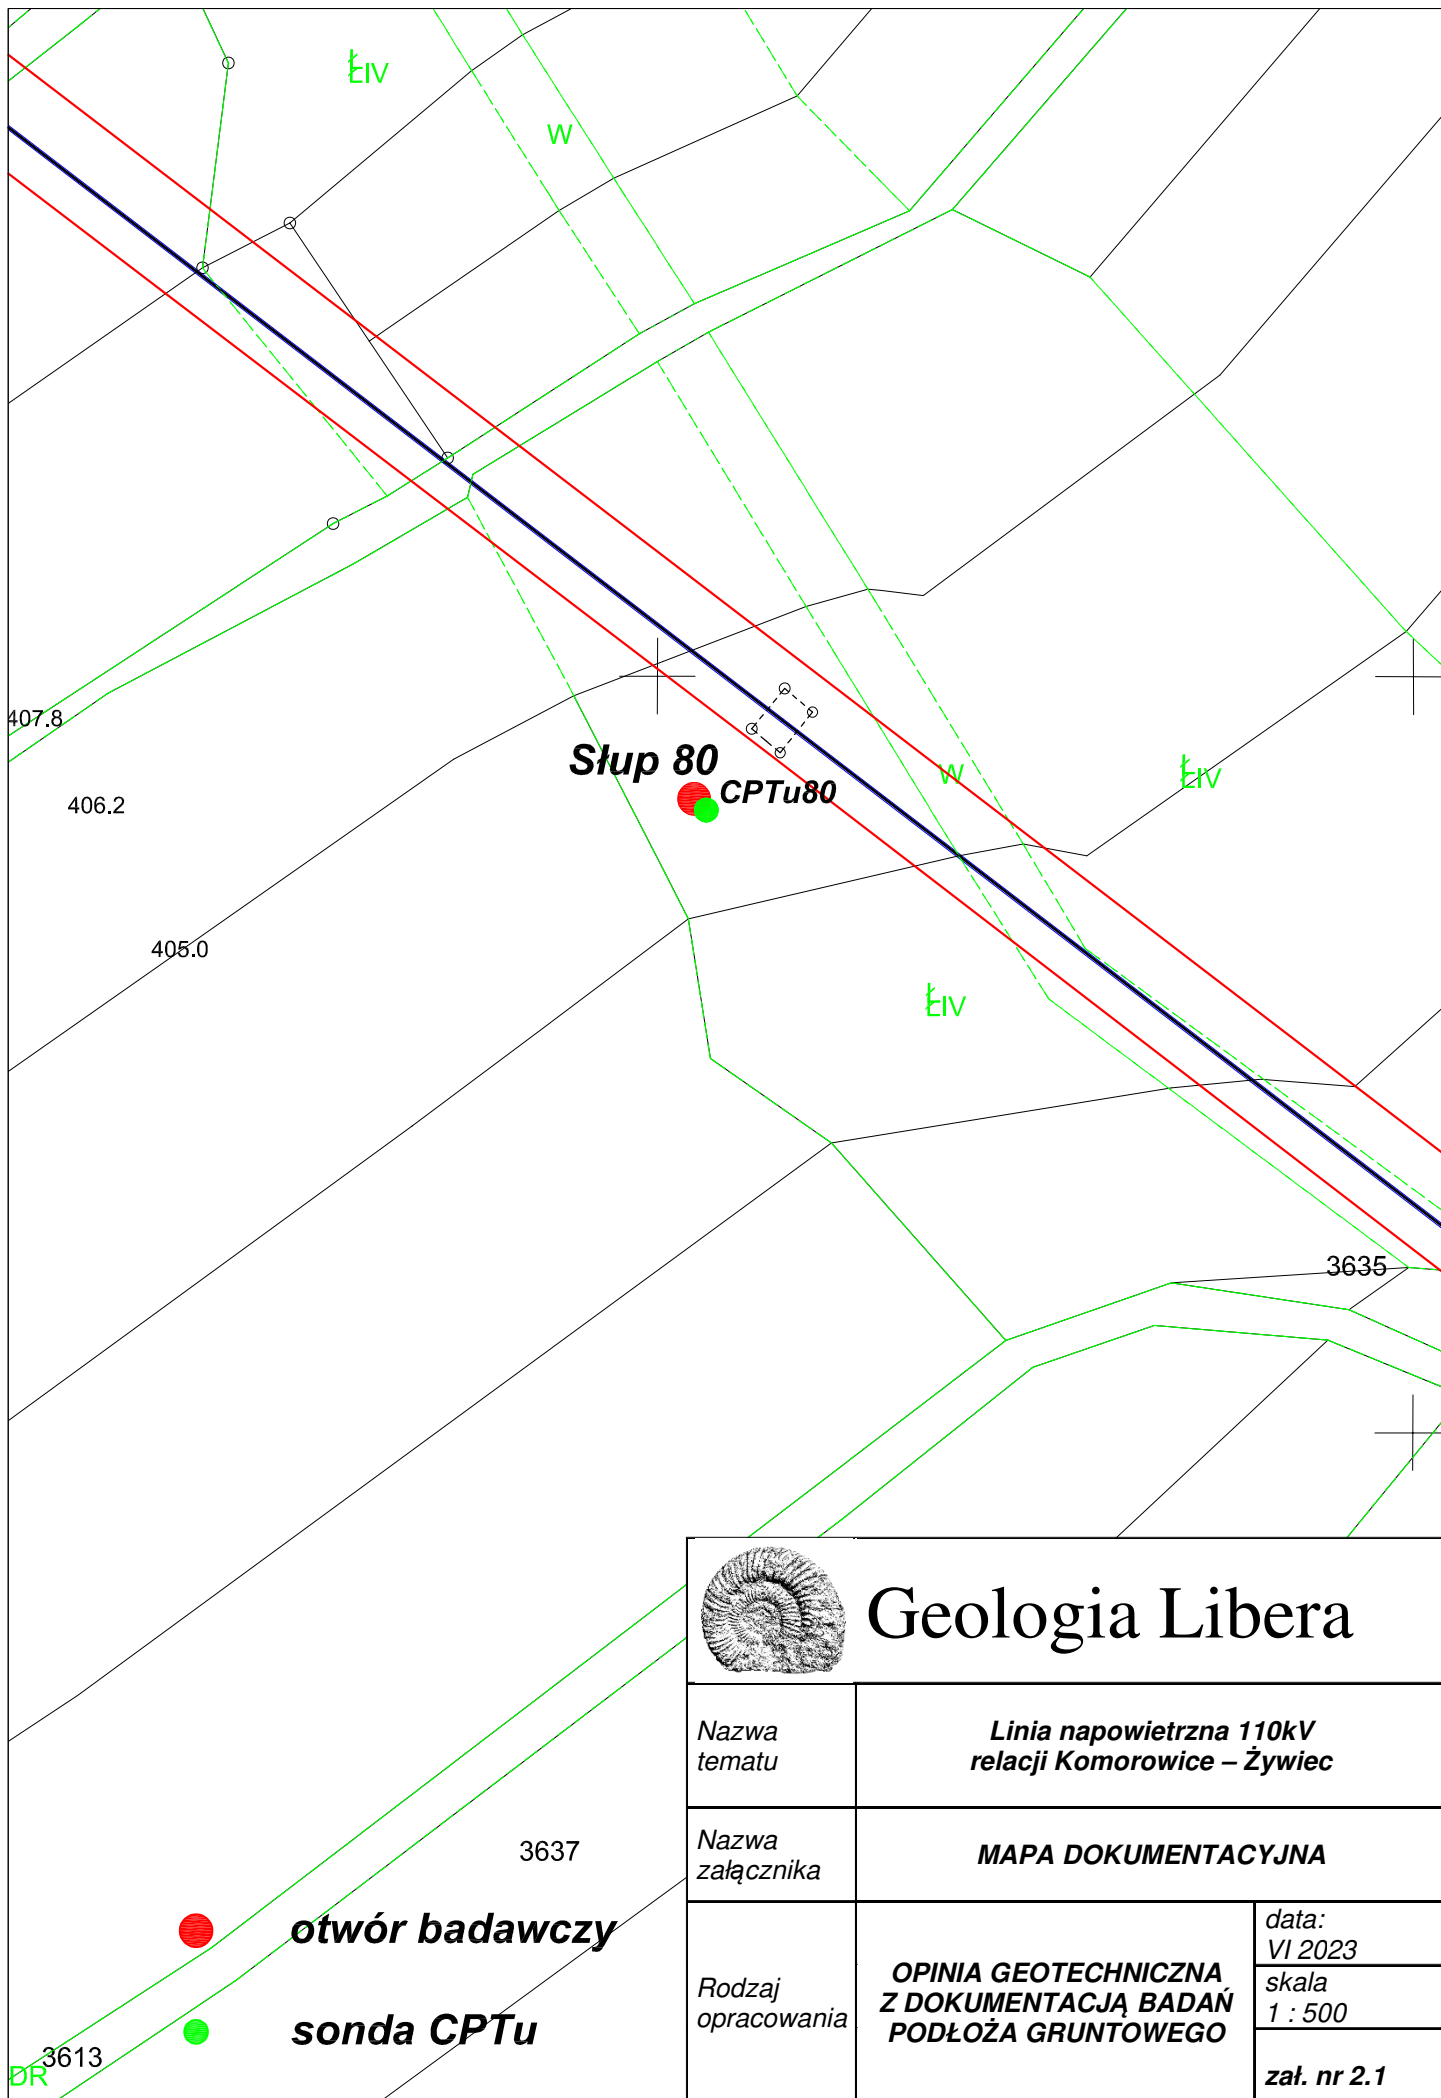 ŁIV
W
407.8
Słup 80
CPTu80
W
ŁIV
406.2
405.0
ŁIV
3635
Geologia Libera
Nazwa
tematu
Linia napowietrzna 110kV
relacji Komorowice – Żywiec
Nazwa
załącznika
MAPA DOKUMENTACYJNA
Rodzaj
opracowania
OPINIA GEOTECHNICZNA
Z DOKUMENTACJĄ BADAŃ
PODŁOŻA GRUNTOWEGO
data:
VI 2023
skala
1 : 500
zał. nr 2.1
3637
otwór badawczy
sonda CPTu
3613
DR